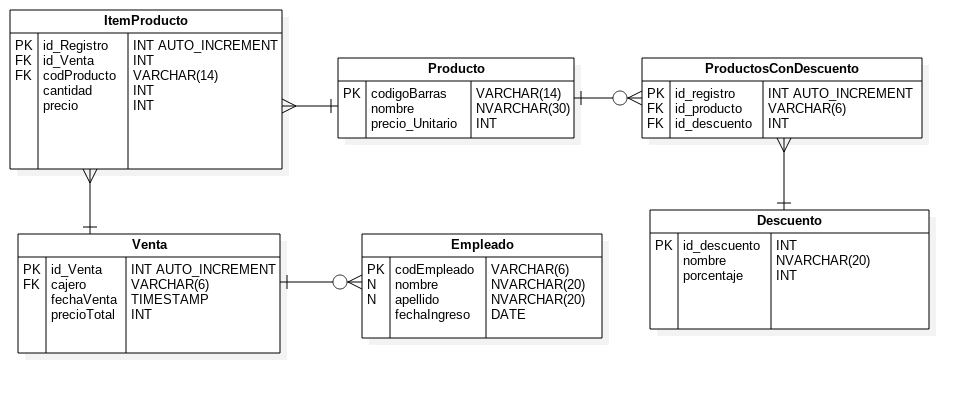 ItemProducto
PK id_Registro INT AUTO_INCREMENT
FK id_Venta INT
FK codProducto VARCHAR(14)
cantidad INT
precio INT
Producto
PK codigoBarras VARCHAR(14)
nombre NVARCHAR(30)
precio_Unitario INT
ProductosConDescuento
PK id_registro INT AUTO_INCREMENT
FK id_producto VARCHAR(6)
FK id_descuento INT
Venta
PK id_Venta INT AUTO_INCREMENT
FK cajero VARCHAR(6)
fechaVenta TIMESTAMP
precioTotal INT
Empleado
PK codEmpleado VARCHAR(6)
N nombre NVARCHAR(20)
N apellido NVARCHAR(20)
fechaIngreso DATE
Descuento
PK id_descuento INT
nombre NVARCHAR(20)
porcentaje INT